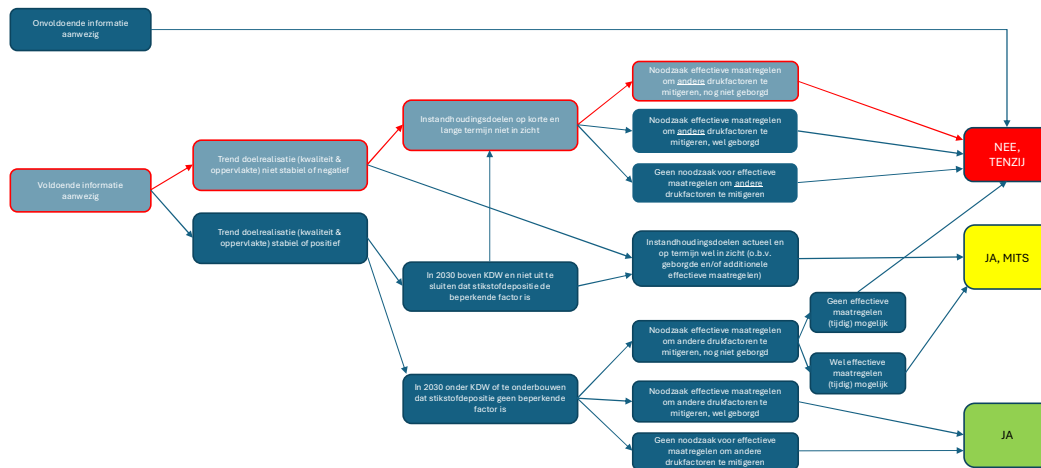 Onvoldoende informatie
aanwezig
Voldoende informatie
aanwezig
Trend doelrealisatie (kwaliteit &
oppervlakte) niet stabiel of negatief
Trend doelrealisatie (kwaliteit &
oppervlakte) stabiel of positief
Instandhoudingsdoelen op korte en
lange termijn niet in zicht
In 2030 boven KDW en niet uit te
sluiten dat stikstofdepositie de
beperkende factor is
In 2030 onder KDW of te onderbouwen
dat stikstofdepositie geen beperkende
factor is
Noodzaak effectieve maatregelen
om andere drukfactoren te
mitigeren, nog niet geborgd
Noodzaak effectieve maatregelen
om andere drukfactoren te
mitigeren, wel geborgd
Geen noodzaak voor effectieve
maatregelen om andere
drukfactoren te mitigeren
Instandhoudingsdoelen actueel en
op termijn wel in zicht (o.b.v.
geborgde en/of additionele
effectieve maatregelen)
Noodzaak effectieve maatregelen
om andere drukfactoren te
mitigeren, nog niet geborgd
Noodzaak effectieve maatregelen
om andere drukfactoren te
mitigeren, wel geborgd
Geen noodzaak voor effectieve
maatregelen om andere
drukfactoren te mitigeren
Geen effectieve
maatregelen
(tijdig) mogelijk
Wel effectieve
maatregelen
(tijdig) mogelijk
NEE,
TENZIJ
JA, MITS
JA